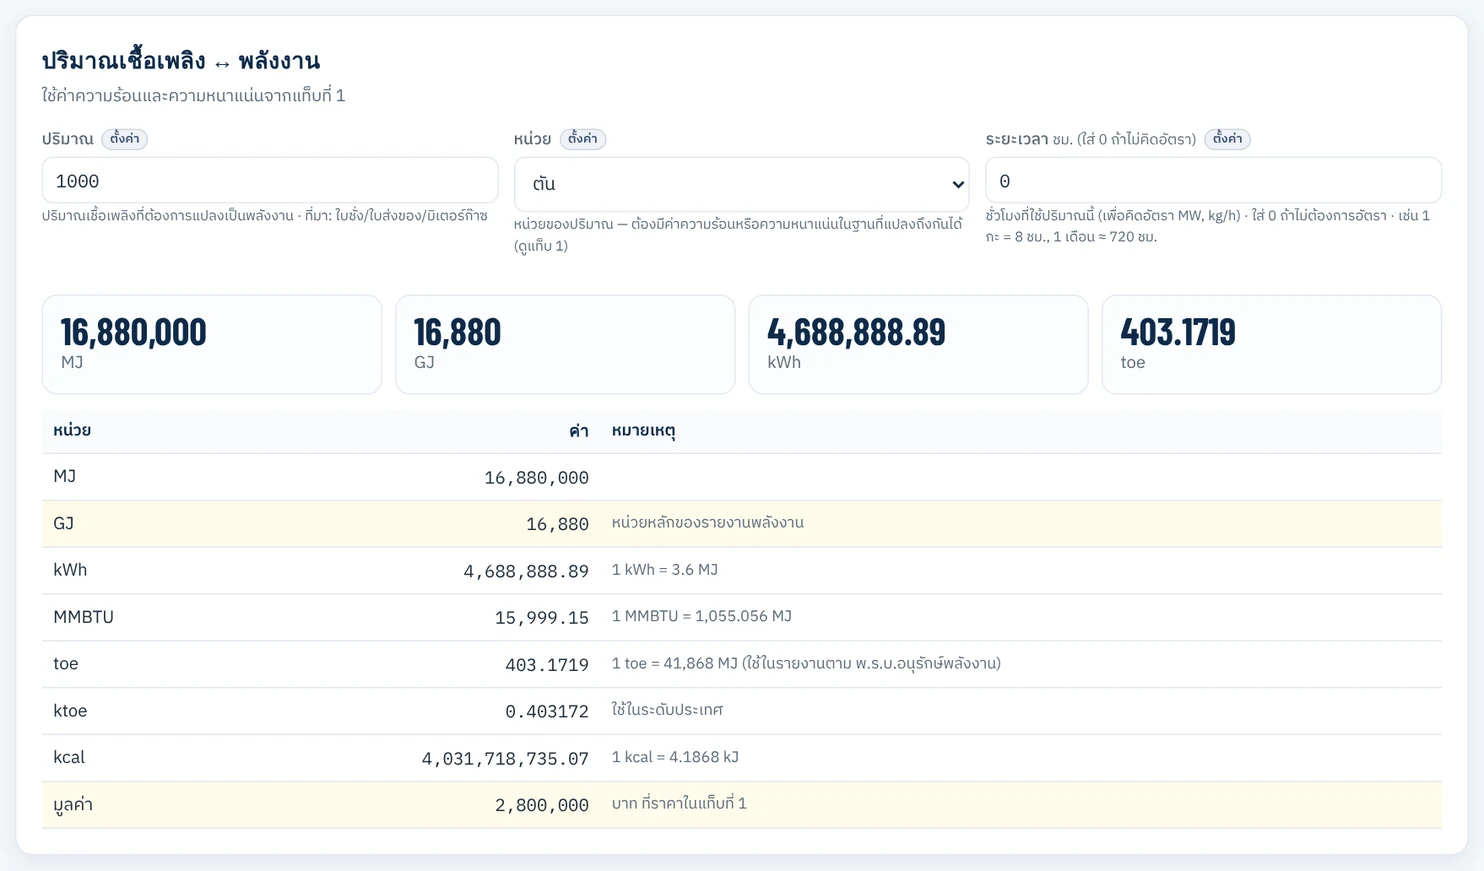 ปริมาณเชื้อเพลิง ↔ พลังงาน
ใช้ค่าความร้อนและความหนาแน่นจากแท็บที่ 1
ปริมาณ ตั้งค่า
1000
ปริมาณเชื้อเพลิงที่ต้องการแปลงเป็นพลังงาน · ที่มา: ใบชั่ง/ใบส่งของ/มิเตอร์ก๊าซ
หน่วย ตั้งค่า
ตัน
หน่วยของปริมาณ — ต้องมีค่าความร้อนหรือความหนาแน่นในฐานที่แปลงถึงกันได้
(ดูแท็บ 1)
ระยะเวลา ชม. (ใส่ 0 ถ้าไม่คิดอัตรา) ตั้งค่า
0
ชั่วโมงที่ใช้ปริมาณนี้ (เพื่อคิดอัตรา MW, kg/h) · ใส่ 0 ถ้าไม่ต้องการอัตรา · เช่น 1
กะ = 8 ชม., 1 เดือน ≈ 720 ชม.
16,880,000
MJ
16,880
GJ
4,688,888.89
kWh
403.1719
toe
หน่วย ค่า หมายเหตุ
MJ 16,880,000
GJ 16,880 หน่วยหลักของรายงานพลังงาน
kWh 4,688,888.89 1 kWh = 3.6 MJ
MMBTU 15,999.15 1 MMBTU = 1,055.056 MJ
toe 403.1719 1 toe = 41,868 MJ (ใช้ในรายงานตาม พ.ร.บ.อนุรักษ์พลังงาน)
ktoe 0.403172 ใช้ในระดับประเทศ
kcal 4,031,718,735.07 1 kcal = 4.1868 kJ
มูลค่า 2,800,000 บาท ที่ราคาในแท็บที่ 1